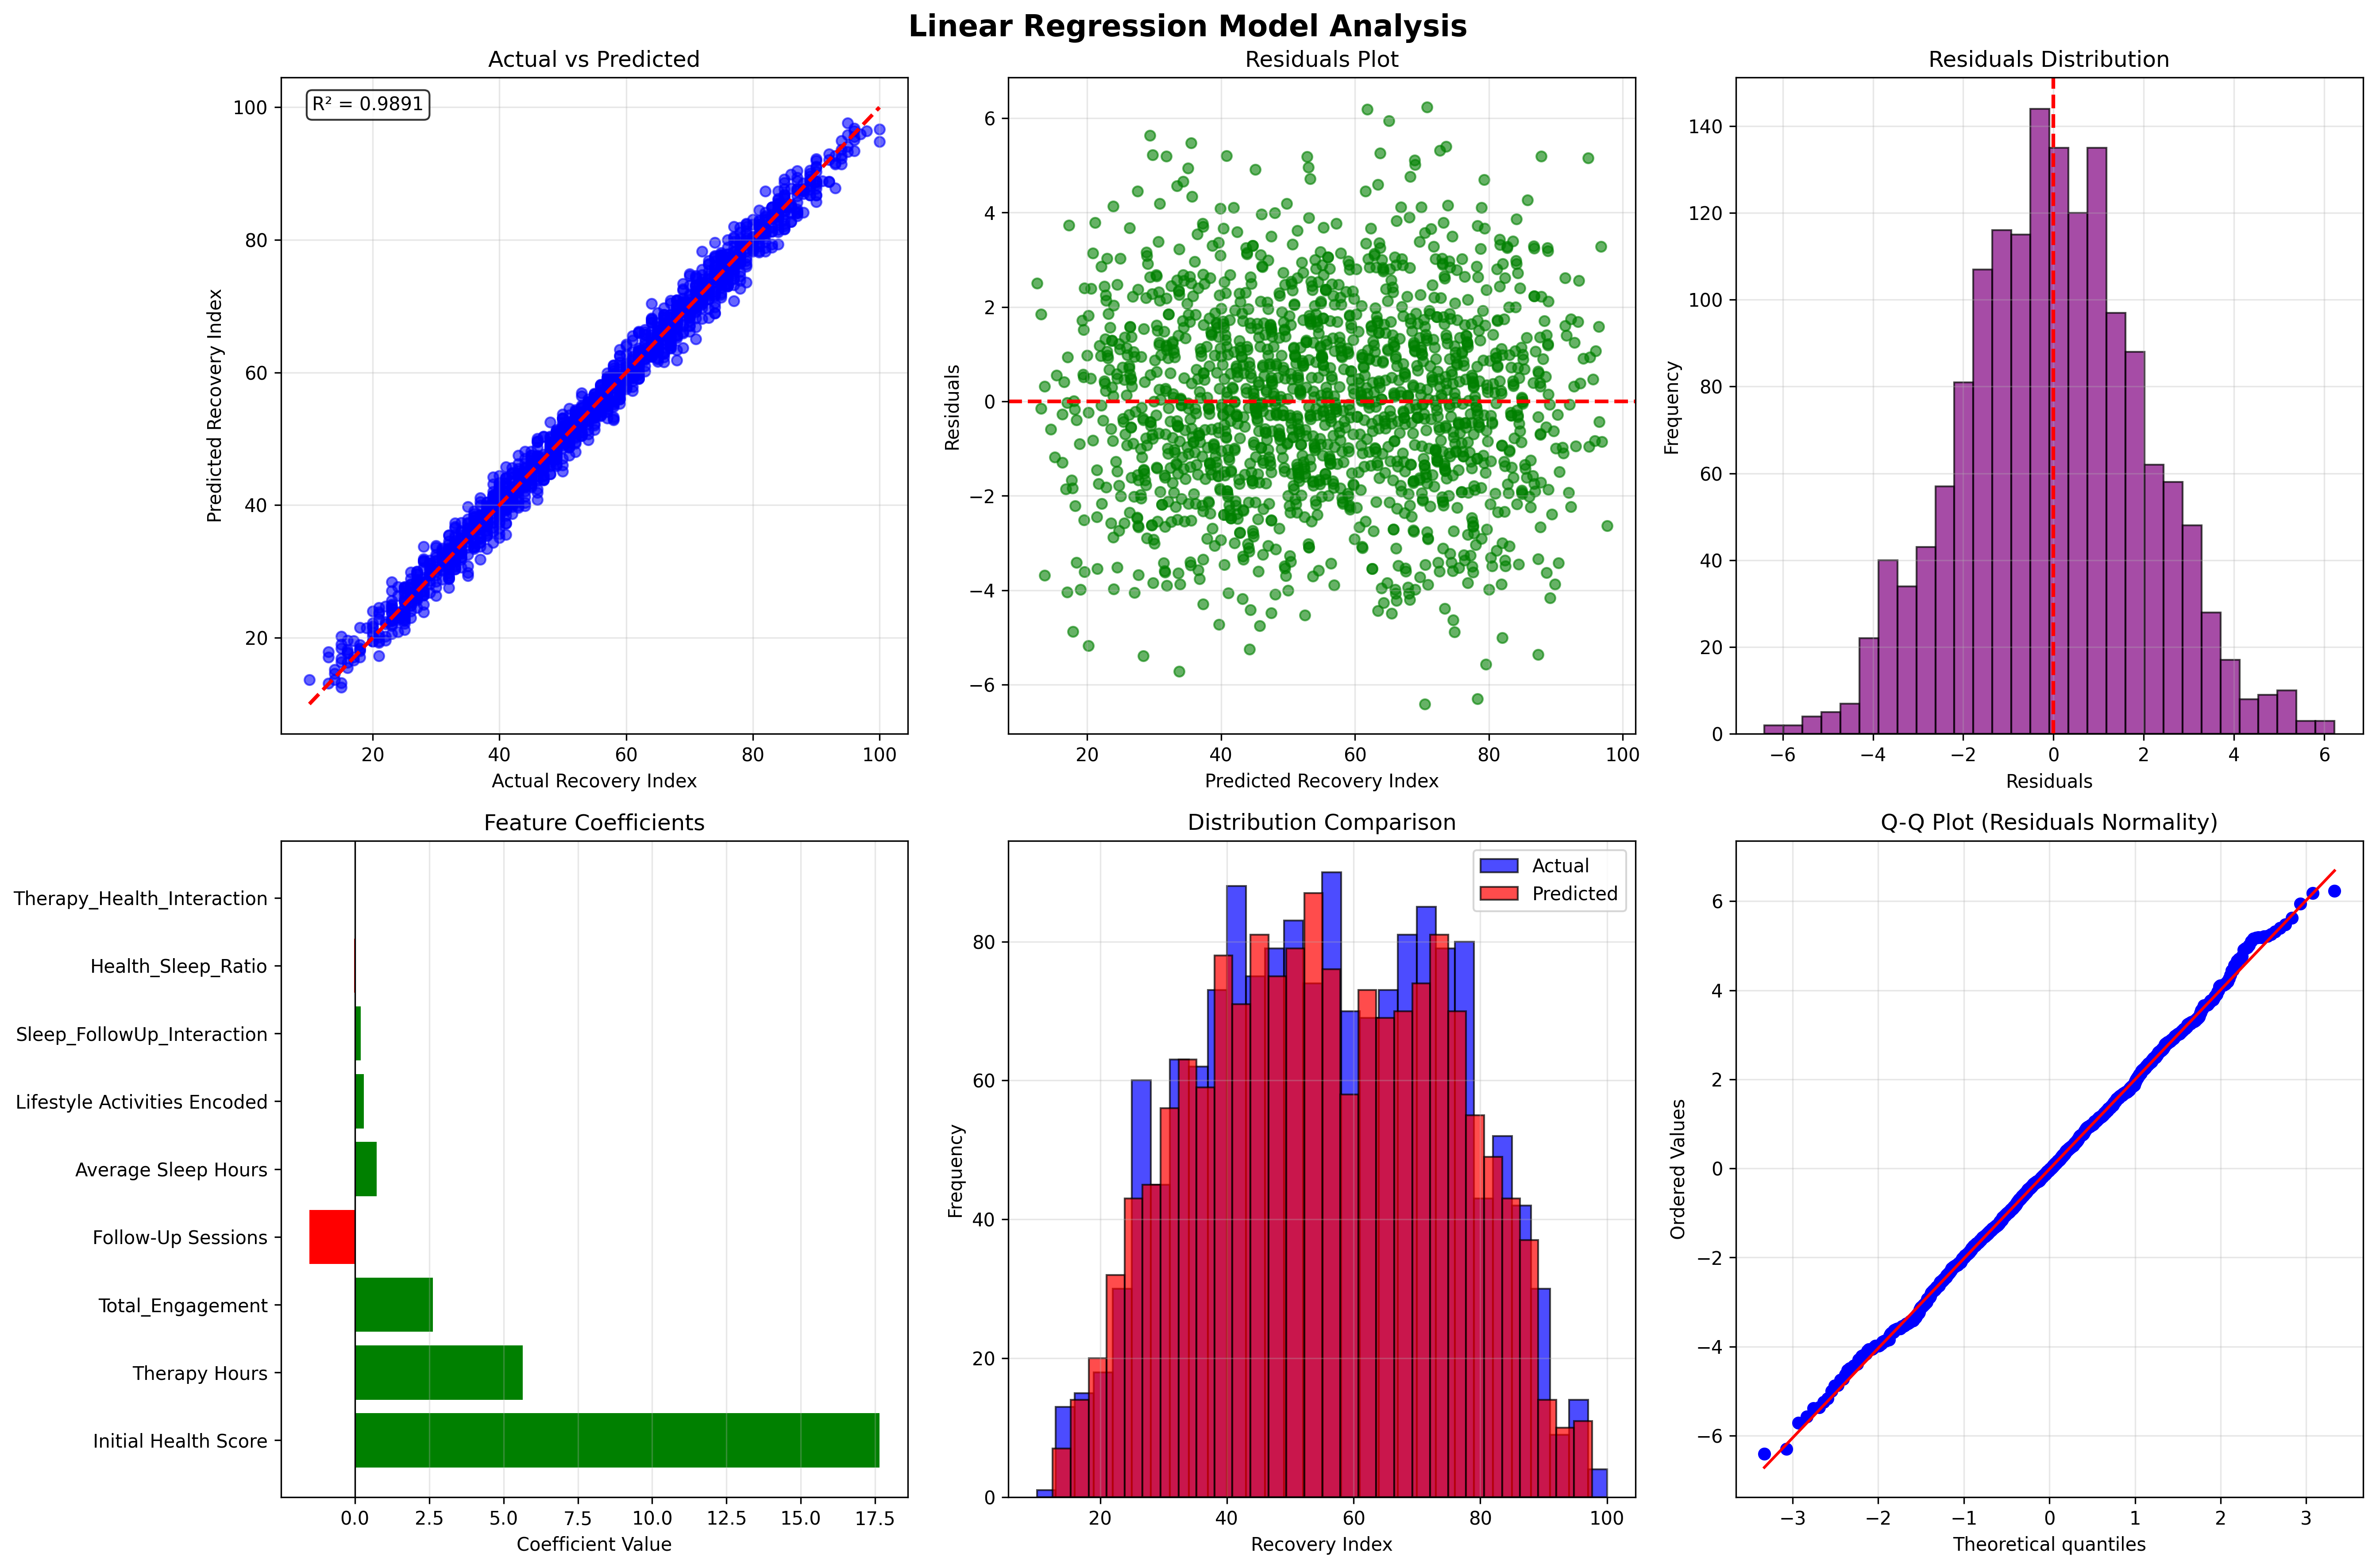 Linear Regression Model Analysis
Actual vs Predicted
R² = 0.9891
100
80
60
40
20
20 40 60 80 100
Predicted Recovery Index
Actual Recovery Index
Residuals Plot
6
4
2
0
−2
−4
−6
20 40 60 80 100
Residuals
Predicted Recovery Index
Residuals Distribution
140
120
100
80
60
40
20
0
−6 −4 −2 0 2 4 6
Frequency
Residuals
Feature Coefficients
Therapy_Health_Interaction
Health_Sleep_Ratio
Sleep_FollowUp_Interaction
Lifestyle Activities Encoded
Average Sleep Hours
Follow-Up Sessions
Total_Engagement
Therapy Hours
Initial Health Score
0.0 2.5 5.0 7.5 10.0 12.5 15.0 17.5
Coefficient Value
Distribution Comparison
Actual
Predicted
80
60
40
20
0
20 40 60 80 100
Frequency
Recovery Index
Q-Q Plot (Residuals Normality)
6
4
2
0
−2
−4
−6
−3 −2 −1 0 1 2 3
Ordered Values
Theoretical quantiles